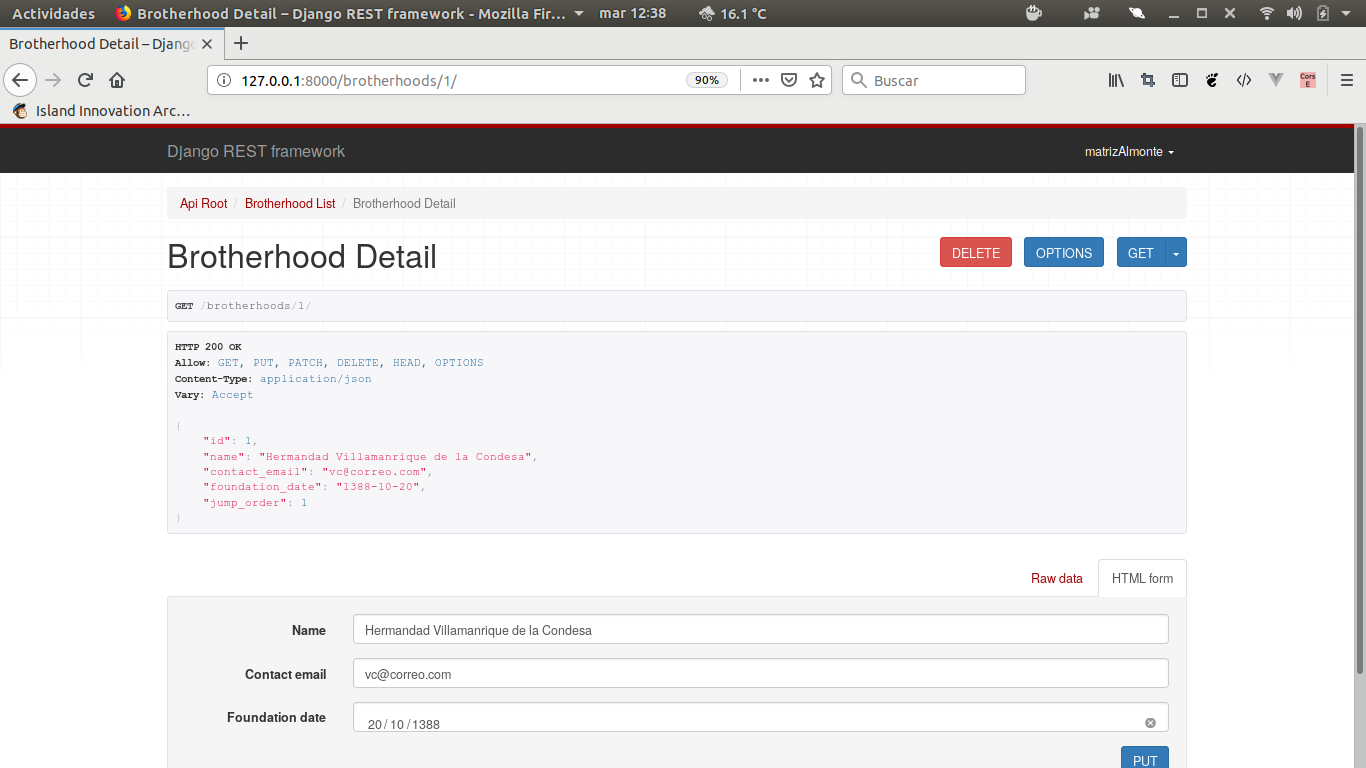 Actividades Brotherhood Detail – Django REST framework - Mozilla Fir... mar 12:38 16.1 °C
Brotherhood Detail – Djang
127.0.0.1:8000/brotherhoods/1/ 90% Buscar Cors E
Island Innovation Arc...
Django REST framework matrizAlmonte
Api Root / Brotherhood List / Brotherhood Detail
Brotherhood Detail DELETE OPTIONS GET
GET /brotherhoods/1/
HTTP 200 OK
Allow: GET, PUT, PATCH, DELETE, HEAD, OPTIONS
Content-Type: application/json
Vary: Accept
{
"id": 1,
"name": "Hermandad Villamanrique de la Condesa",
"contact_email": "vc@correo.com",
"foundation_date": "1388-10-20",
"jump_order": 1
}
Raw data HTML form
Name Hermandad Villamanrique de la Condesa
Contact email vc@correo.com
Foundation date 20 / 10 / 1388
PUT